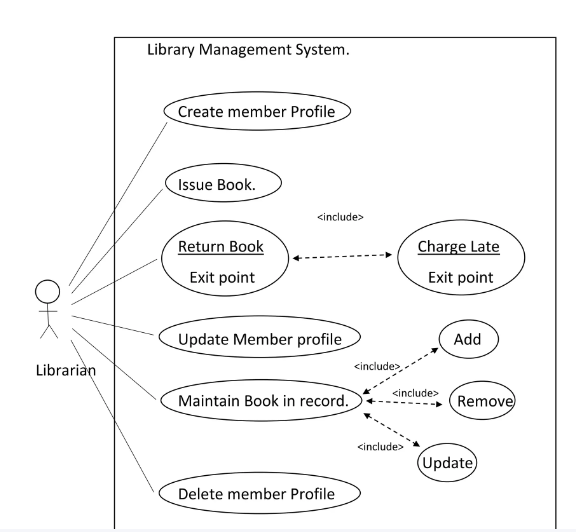 Library Management System.
Create member Profile
Issue Book.
<include>
Return Book
Exit point
Charge Late
Exit point
Update Member profile
Add
Librarian
<include>
<include>
Maintain Book in record.
Remove
<include>
Update
Delete member Profile